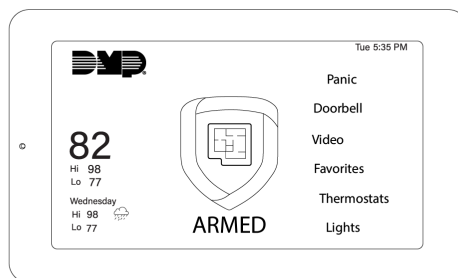 Tue 5:35 PM
DMP
82
Hi 98
Lo 77
Wednesday
Hi 98
Lo 77
ARMED
Panic
Doorbell
Video
Favorites
Thermostats
Lights